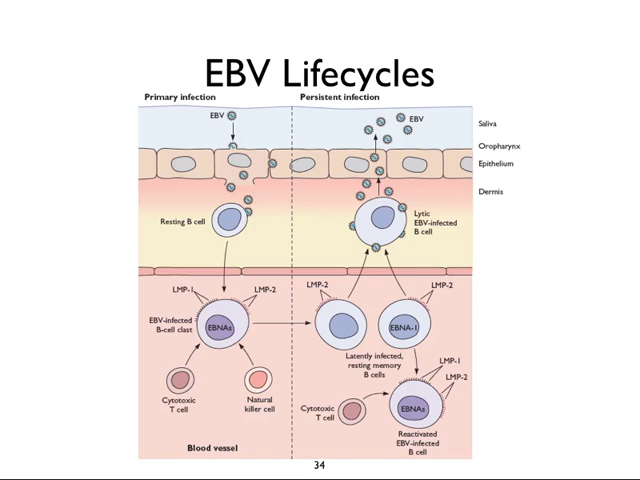 EBV Lifecycles
Primary infection
Persistent infection
EBV
EBV
Saliva
Oropharynx
Epithelium
Dermis
Resting B cell
Lytic
EBV-infected
B cell
LMP-1
LMP-2
LMP-2
LMP-2
EBV-infected
B-cell clast
EBNAs
EBNA-1
Latently infected,
resting memory
B cells
LMP-1
LMP-2
Cytotoxic
T cell
Natural
killer cell
Cytotoxic
T cell
EBNAs
Reactivated
EBV-infected
B cell
Blood vessel
34